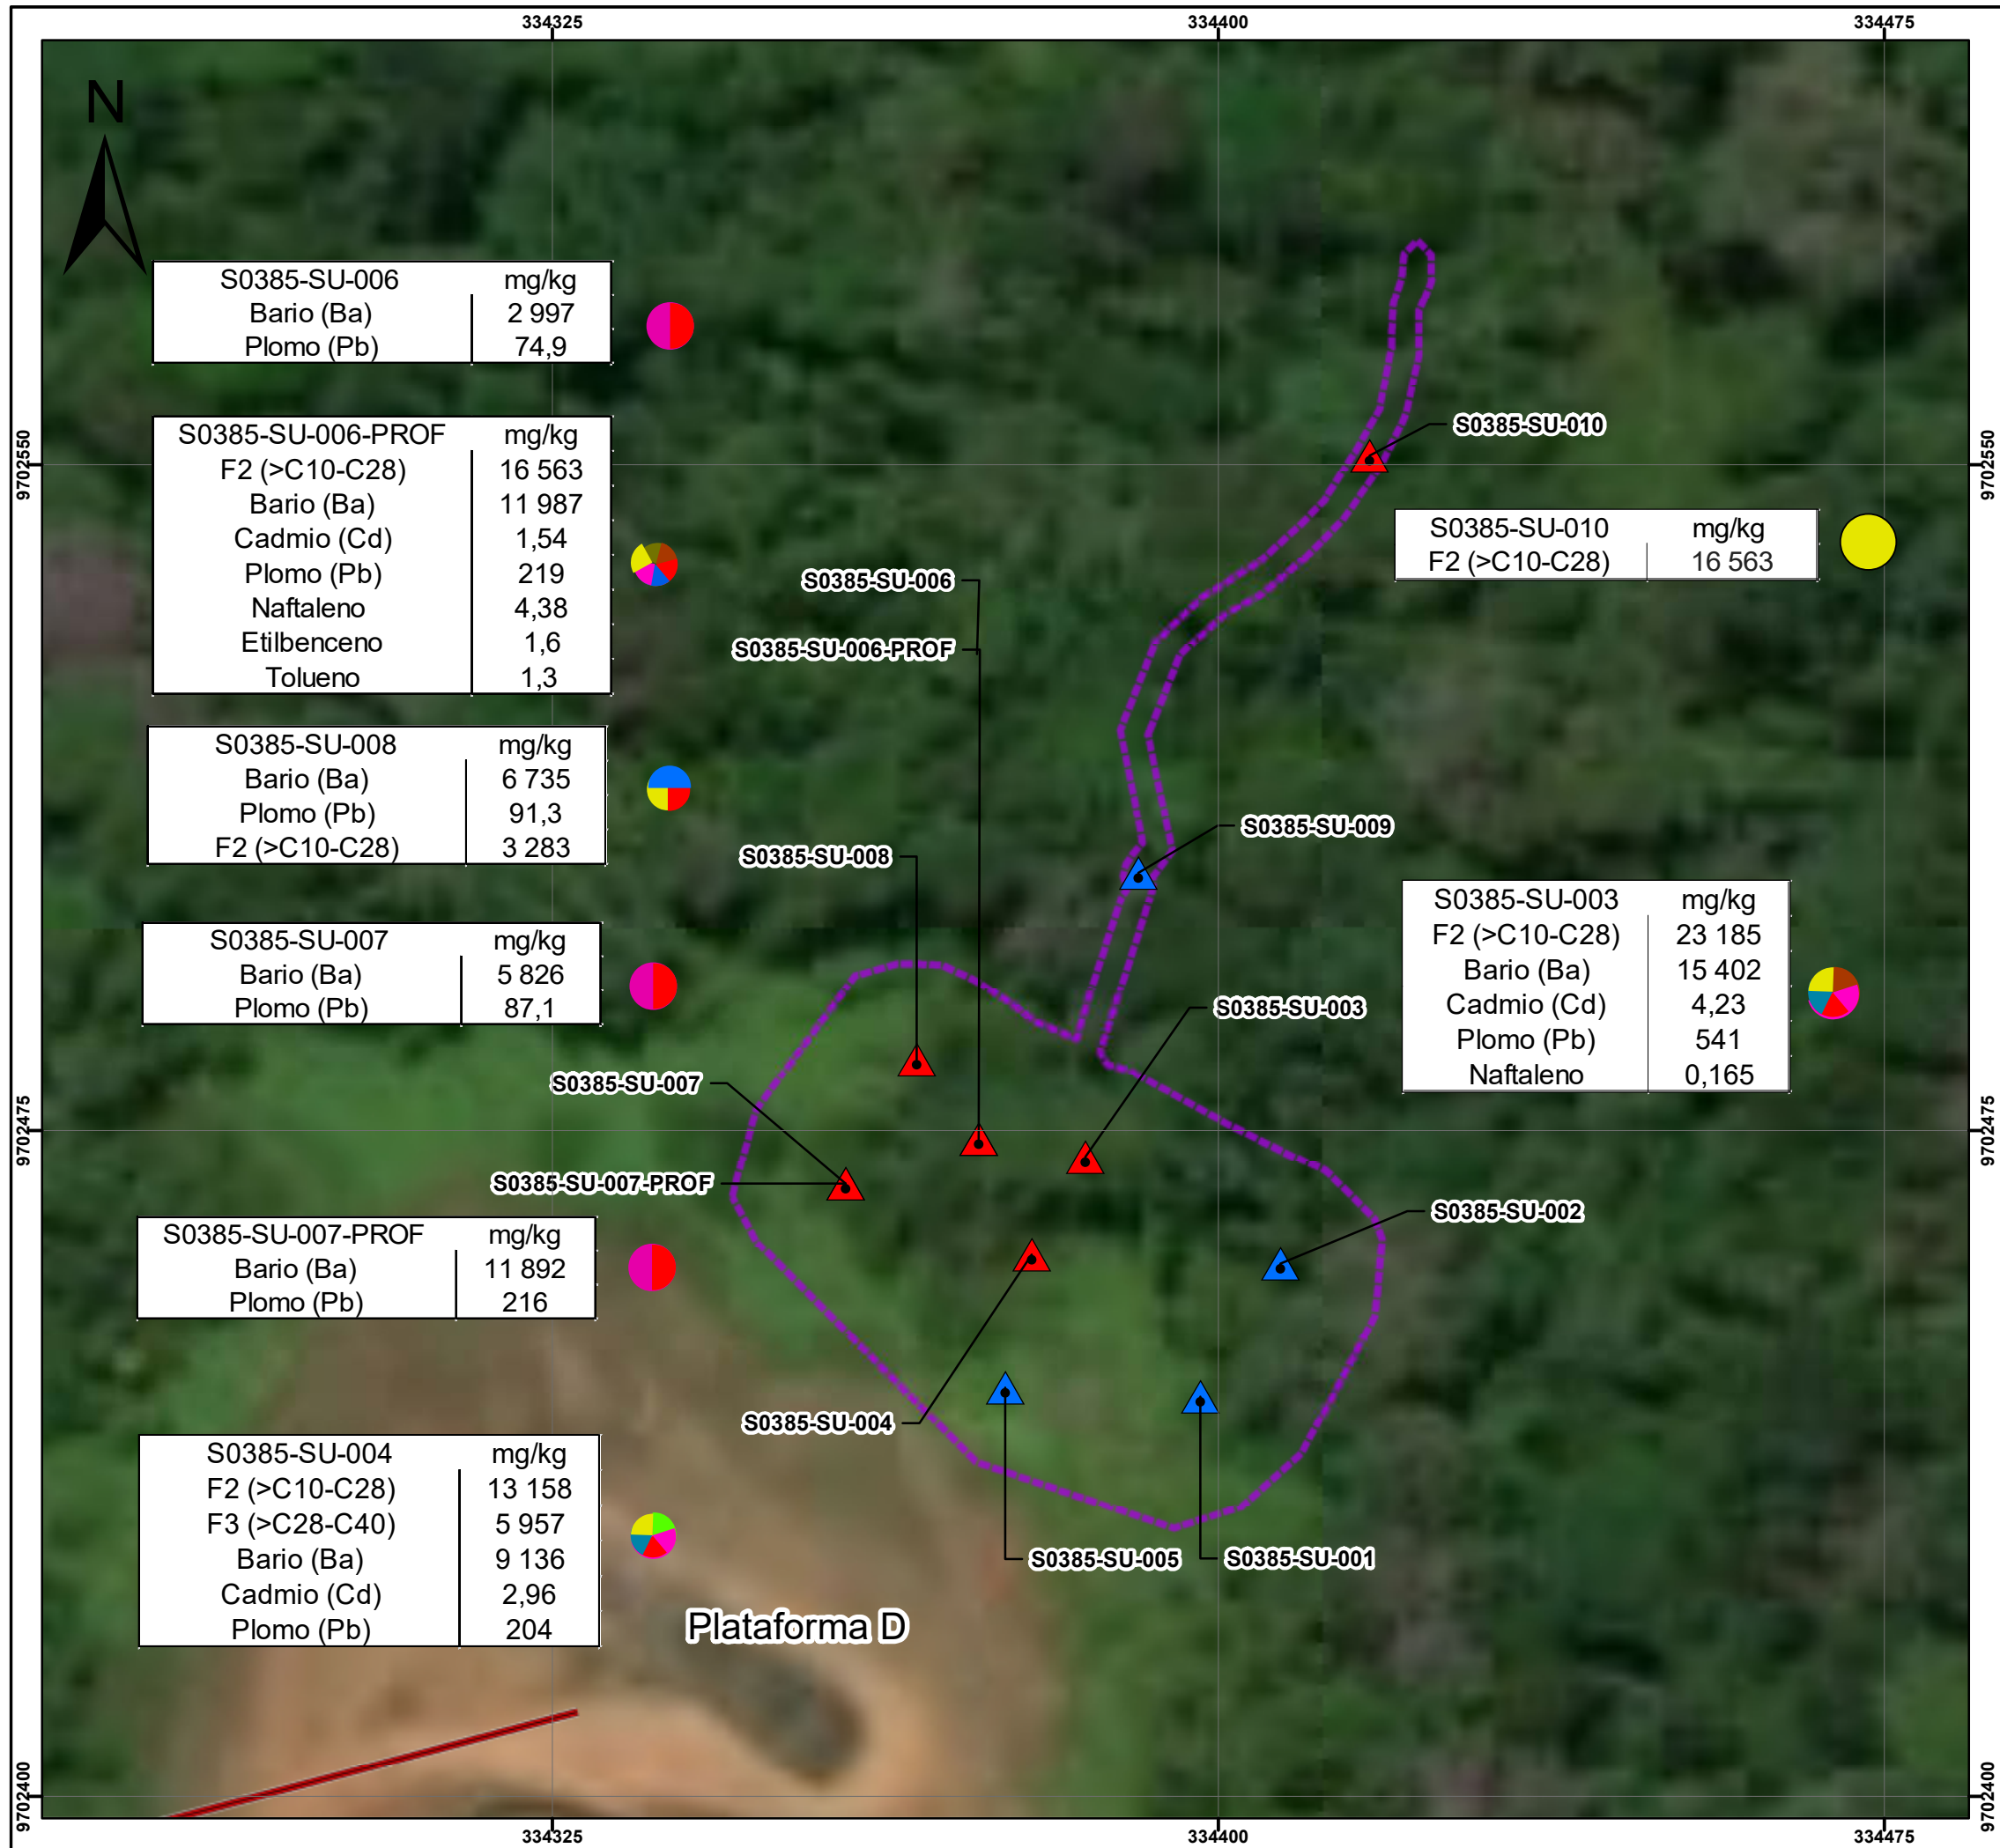 334325 334400 334475
N
S0385-SU-006 mg/kg
Bario (Ba) 2 997
Plomo (Pb) 74,9
S0385-SU-006-PROF mg/kg
F2 (>C10-C28) 16 563
Bario (Ba) 11 987
Cadmio (Cd) 1,54
Plomo (Pb) 219
Naftaleno 4,38
Etilbenceno 1,6
Tolueno 1,3
S0385-SU-008 mg/kg
Bario (Ba) 6 735
Plomo (Pb) 91,3
F2 (>C10-C28) 3 283
S0385-SU-007 mg/kg
Bario (Ba) 5 826
Plomo (Pb) 87,1
S0385-SU-007-PROF mg/kg
Bario (Ba) 11 892
Plomo (Pb) 216
S0385-SU-004 mg/kg
F2 (>C10-C28) 13 158
F3 (>C28-C40) 5 957
Bario (Ba) 9 136
Cadmio (Cd) 2,96
Plomo (Pb) 204
S0385-SU-010
S0385-SU-010 mg/kg
F2 (>C10-C28) 16 563
S0385-SU-006
S0385-SU-006-PROF
S0385-SU-009
S0385-SU-008
S0385-SU-003 mg/kg
F2 (>C10-C28) 23 185
Bario (Ba) 15 402
Cadmio (Cd) 4,23
Plomo (Pb) 541
Naftaleno 0,165
S0385-SU-003
S0385-SU-007
S0385-SU-007-PROF
S0385-SU-002
S0385-SU-004
S0385-SU-005
S0385-SU-001
Plataforma D
9702550
9702475
9702400
9702550
9702475
9702400
334325 334400 334475